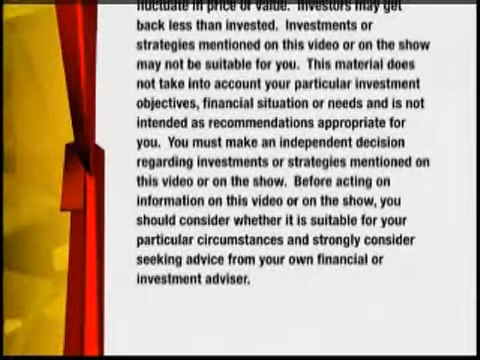 fluctuate in price or value.  Investors may get
back less than invested.  Investments or
strategies mentioned on this video or on the show
may not be suitable for you.  This material does
not take into account your particular investment
objectives, financial situation or needs and is not
intended as recommendations appropriate for
you.  You must make an independent decision
regarding investments or strategies mentioned on
this video or on the show.  Before acting on
information on this video or on the show, you
should consider whether it is suitable for your
particular circumstances and strongly consider
seeking advice from your own financial or
investment adviser.